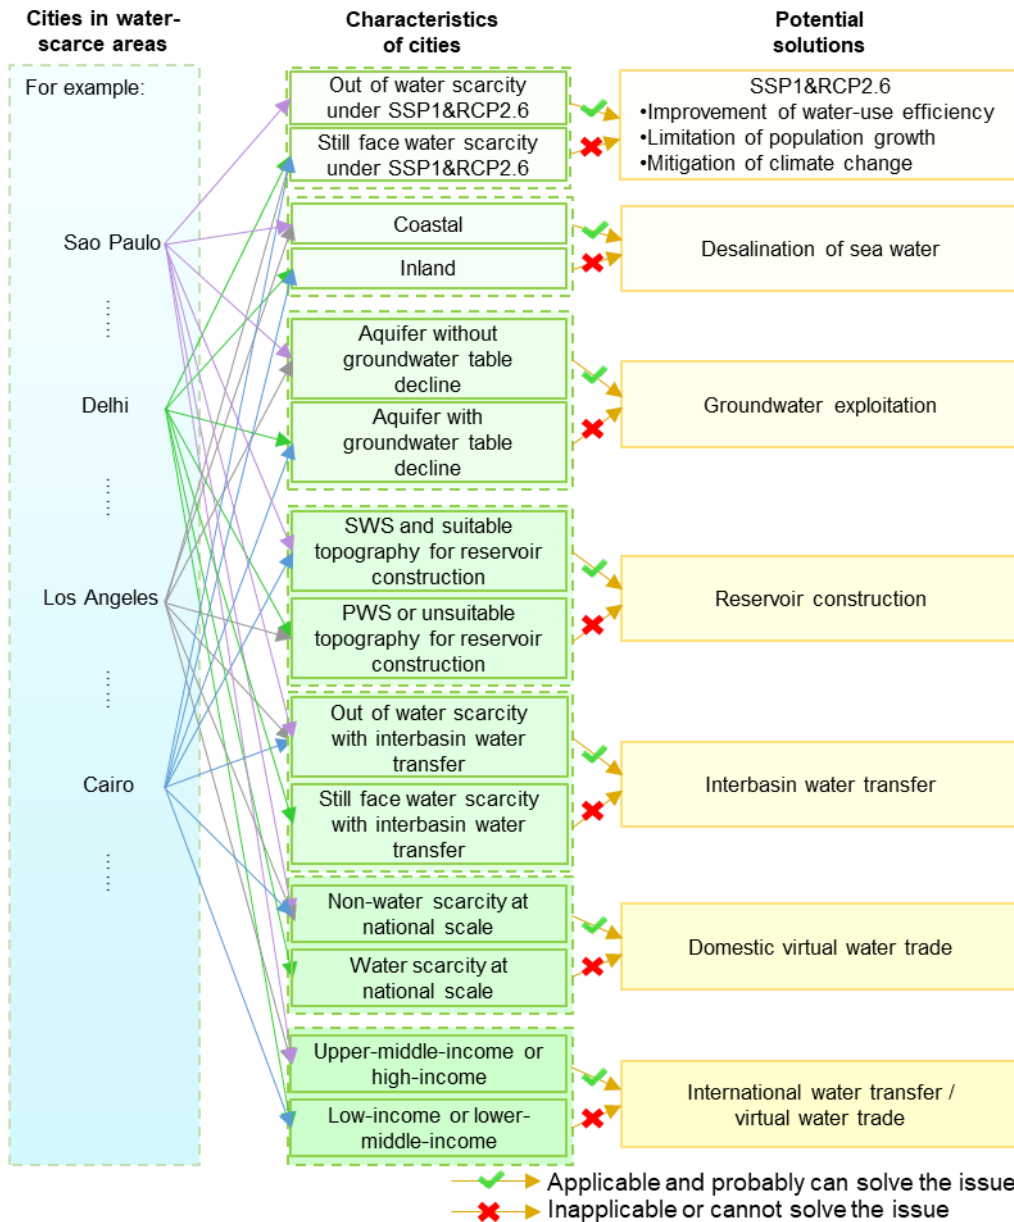 Cities in water-
scarce areas
Characteristics
of cities
Potential
solutions
For example:
Sao Paulo
Delhi
Los Angeles
Cairo
Out of water scarcity
under SSP1&RCP2.6
Still face water scarcity
under SSP1&RCP2.6
SSP1&RCP2.6
•Improvement of water-use efficiency
•Limitation of population growth
•Mitigation of climate change
Coastal
Inland
Desalination of sea water
Aquifer without
groundwater table
decline
Aquifer with
groundwater table
decline
Groundwater exploitation
SWS and suitable
topography for reservoir
construction
PWS or unsuitable
topography for reservoir
construction
Reservoir construction
Out of water scarcity
with interbasin water
transfer
Still face water scarcity
with interbasin water
transfer
Interbasin water transfer
Non-water scarcity at
national scale
Water scarcity at
national scale
Domestic virtual water trade
Upper-middle-income or
high-income
Low-income or lower-
middle-income
International water transfer /
virtual water trade
Applicable and probably can solve the issue
Inapplicable or cannot solve the issue